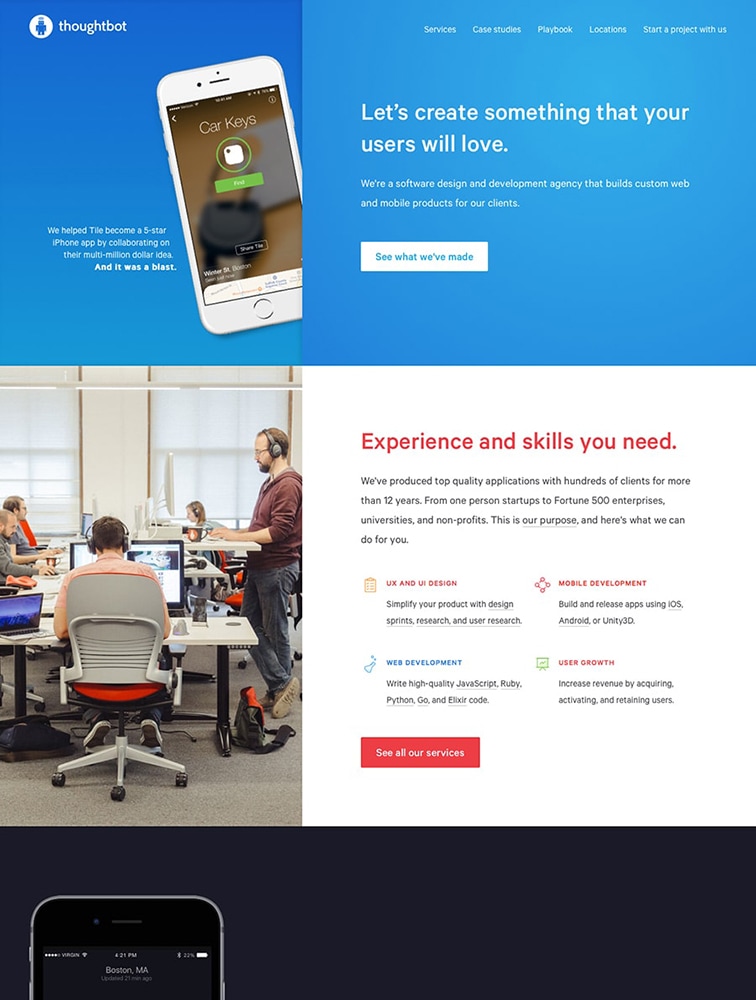 thoughtbot
Services
Case studies
Playbook
Locations
Start a project with us
Car Keys
Find
Share Tile
Winter St, Boston
We helped Tile become a 5-star
iPhone app by collaborating on
their multi-million dollar idea.
And it was a blast.
Let’s create something that your
users will love.
We're a software design and development agency that builds custom web
and mobile products for our clients.
See what we've made
Experience and skills you need.
We've produced top quality applications with hundreds of clients for more
than 12 years. From one person startups to Fortune 500 enterprises,
universities, and non-profits. This is our purpose, and here's what we can
do for you.
UX AND UI DESIGN
Simplify your product with design
sprints, research, and user research.
MOBILE DEVELOPMENT
Build and release apps using iOS,
Android, or Unity3D.
WEB DEVELOPMENT
Write high-quality JavaScript, Ruby,
Python, Go, and Elixir code.
USER GROWTH
Increase revenue by acquiring,
activating, and retaining users.
See all our services
VIRGIN
4:21 PM
22%
Boston, MA
Updated 21 min ago